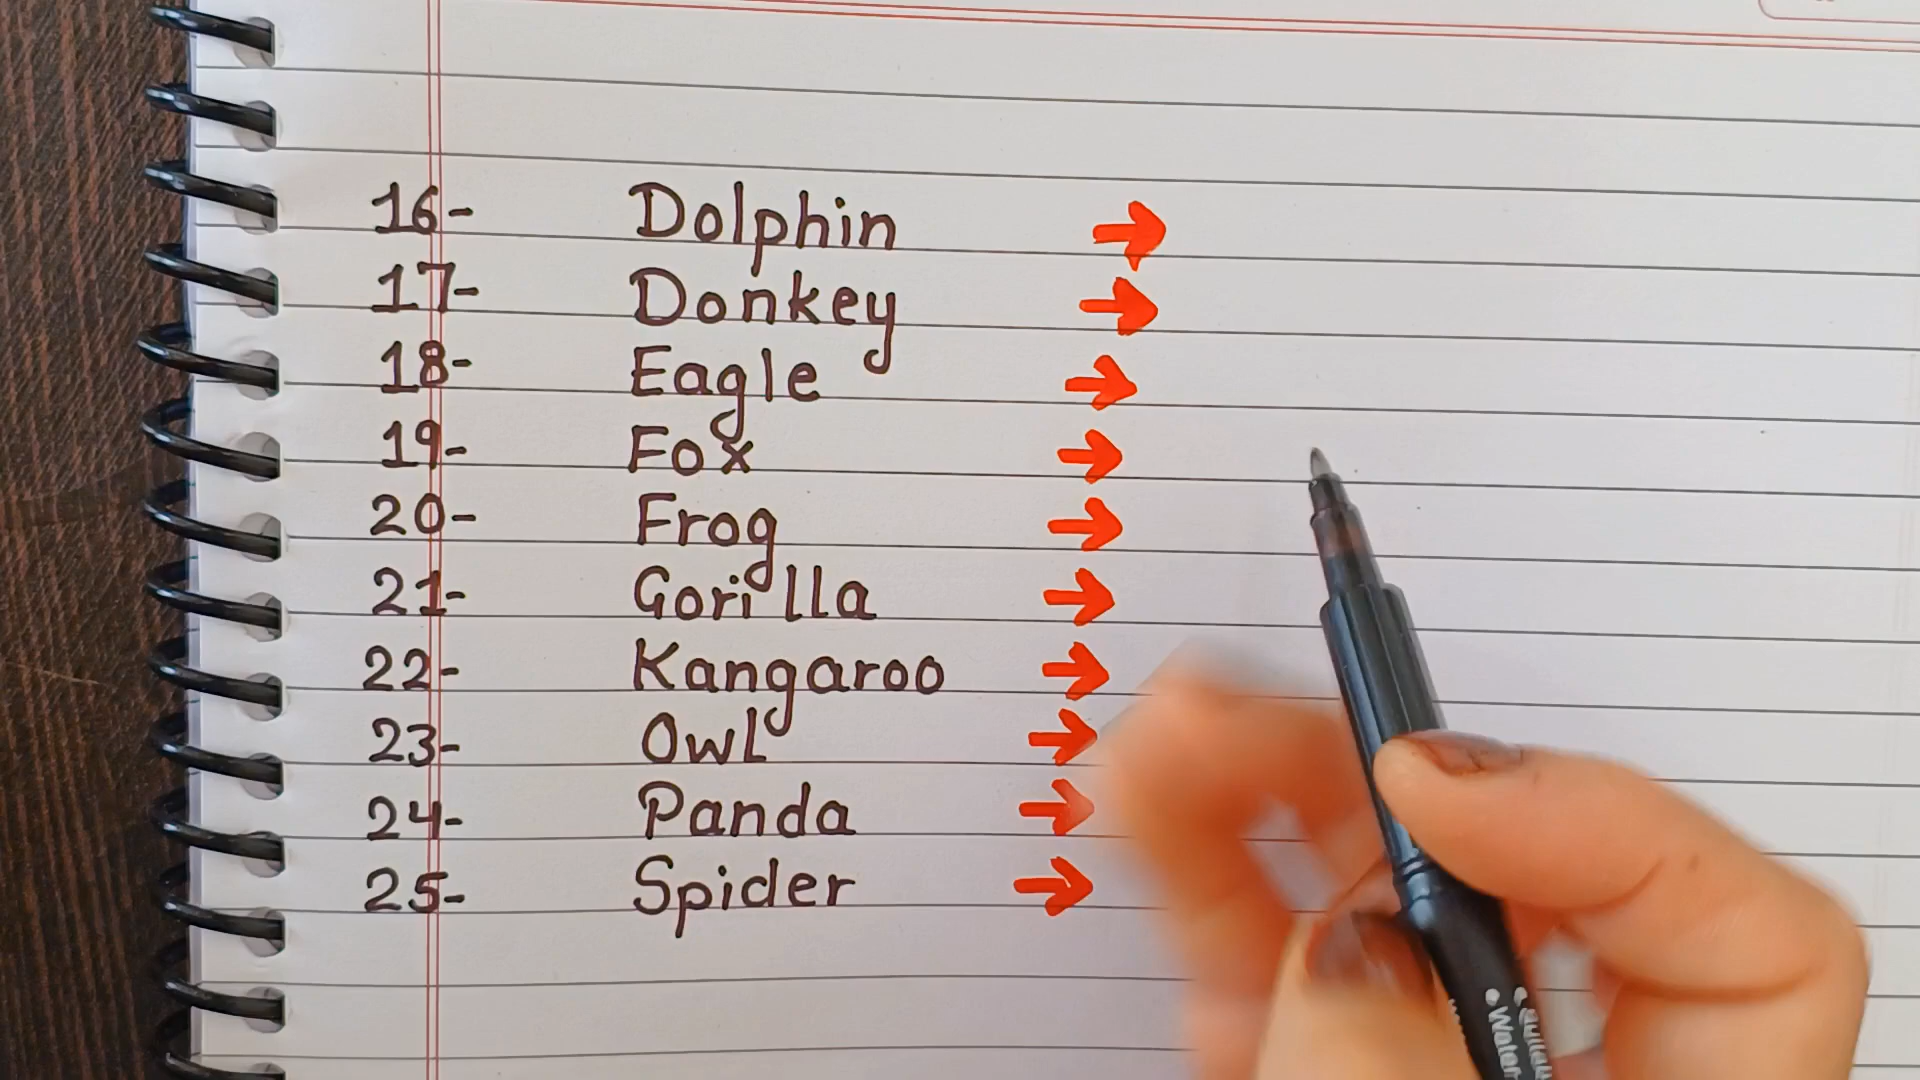 16- Dolphin →
17- Donkey →
18- Eagle →
19- Fox →
20- Frog →
21- Gorilla →
22- Kangaroo →
23- Owl →
24- Panda →
25- Spider →
Water